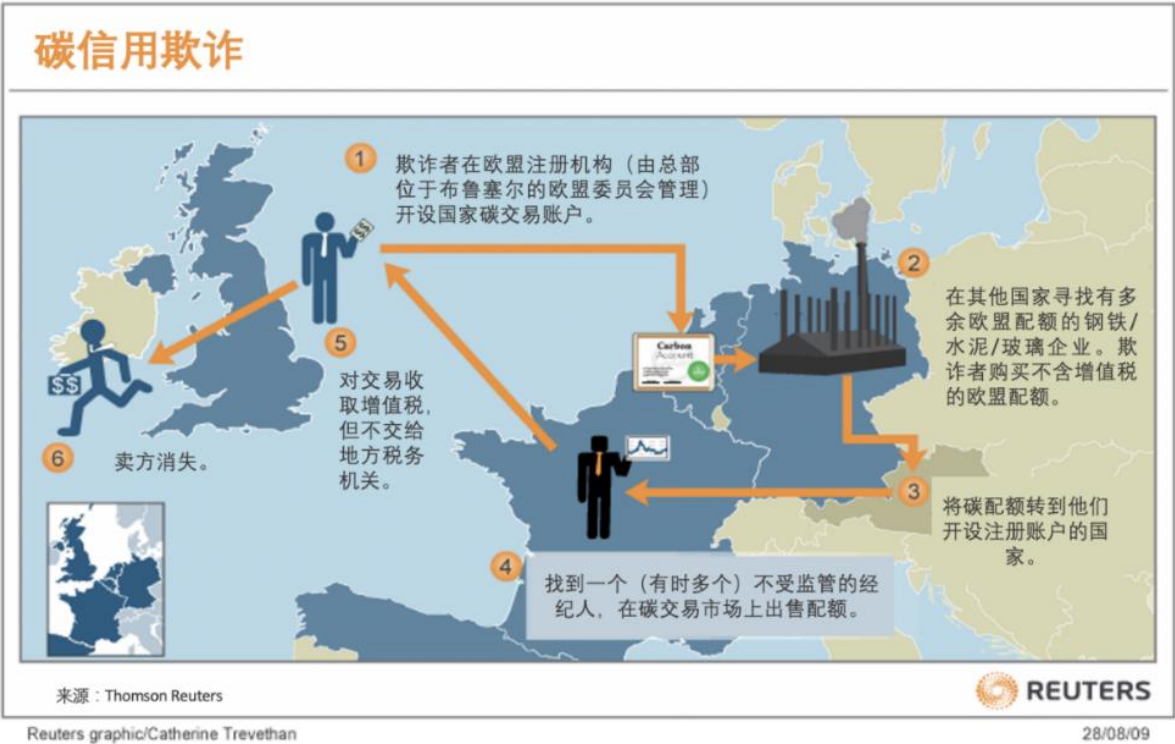 碳信用欺诈
1
欺诈者在欧盟注册机构（由总部
位于布鲁塞尔的欧盟委员会管理）
开设国家碳交易账户。
$$
2
在其他国家寻找有多
余欧盟配额的钢铁/
水泥/玻璃企业。欺
诈者购买不含增值税
的欧盟配额。
Carbon
Account
3
将碳配额转到他们
开设注册账户的国
家。
4
找到一个（有时多个）不受监管的经
纪人，在碳交易市场上出售配额。
5
对交易收
取增值税，
但不交给
地方税务
机关。
$$
6
卖方消失。
来源：Thomson Reuters
REUTERS
Reuters graphic/Catherine Trevethan
28/08/09